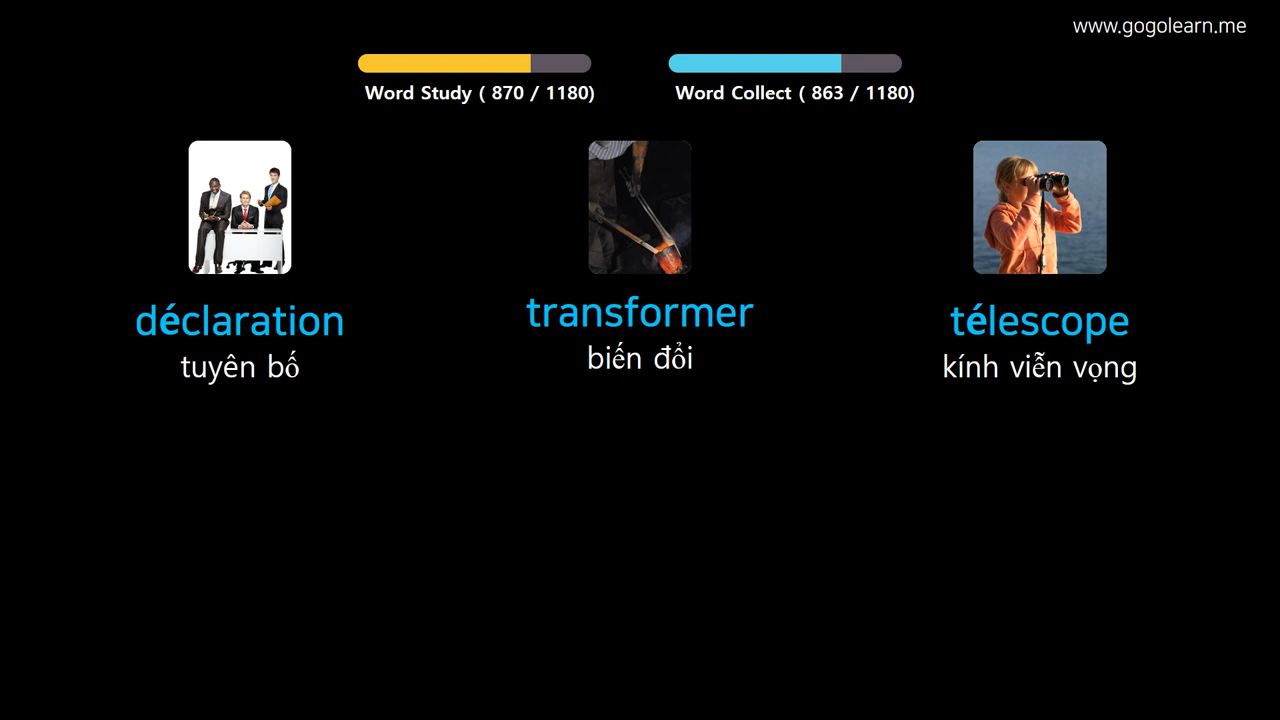 www.gogolearn.me
Word Study ( 870 / 1180)
Word Collect ( 863 / 1180)
déclaration
tuyên bố
transformer
biến đổi
télescope
kính viễn vọng